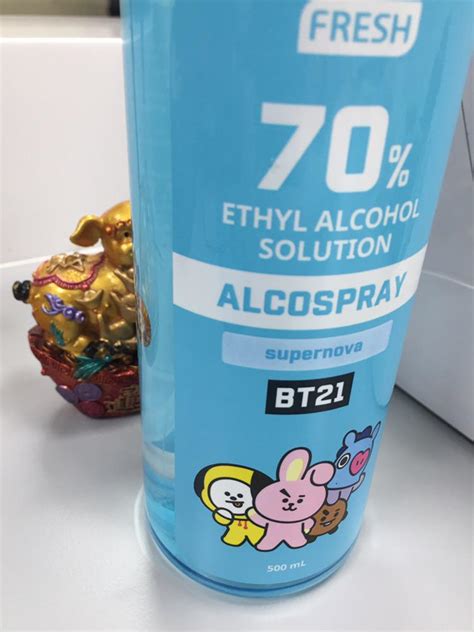 FRESH
70%
ETHYL ALCOHOL
SOLUTION
ALCOSPRAY
supernova
BT21
500 mL